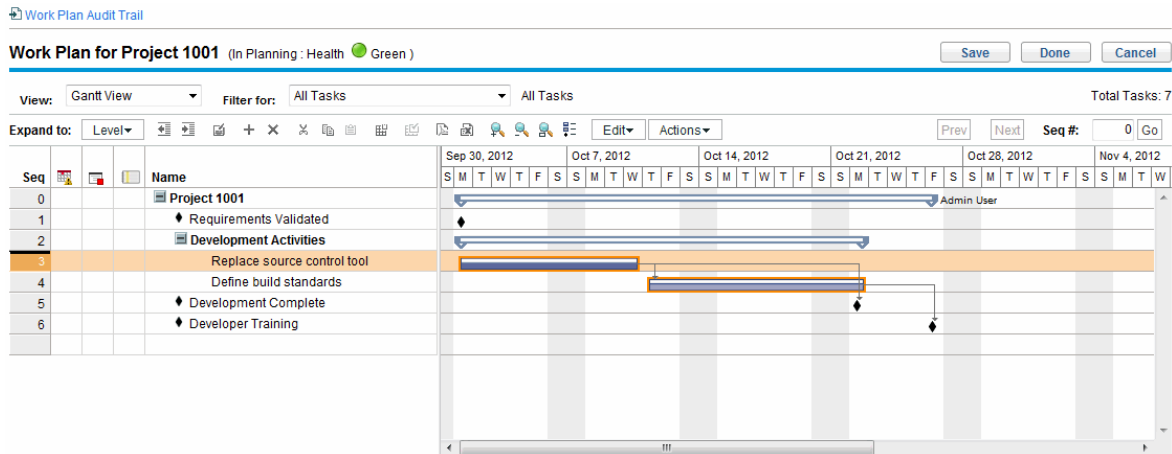 Work Plan Audit Trail
Work Plan for Project 1001 (In Planning : Health Green ) Save Done Cancel
View: Gantt View Filter for: All Tasks All Tasks Total Tasks: 7
Expand to: Level Edit Actions Prev Next Seq #: 0 Go
Sep 30, 2012 Oct 7, 2012 Oct 14, 2012 Oct 21, 2012 Oct 28, 2012 Nov 4, 2012
Seq Name S M T W T F S S M T W T F S S M T W T F S S M T W T F S S M T W T F S S M T W
0 Project 1001 Admin User
1 Requirements Validated
2 Development Activities
3 Replace source control tool
4 Define build standards
5 Development Complete
6 Developer Training